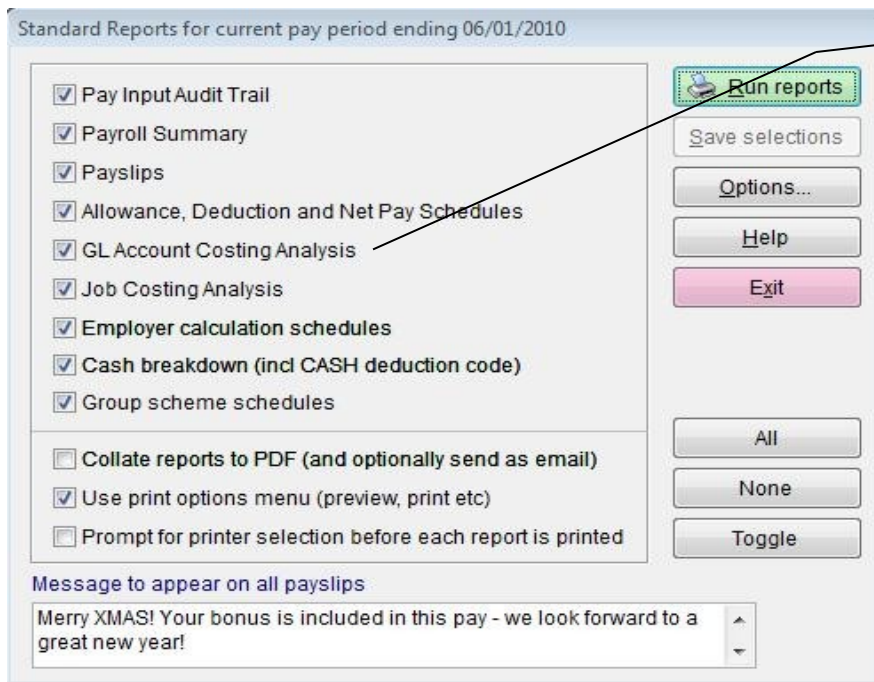 Standard Reports for current pay period ending 06/01/2010
Pay Input Audit Trail
Payroll Summary
Payslips
Allowance, Deduction and Net Pay Schedules
GL Account Costing Analysis
Job Costing Analysis
Employer calculation schedules
Cash breakdown (incl CASH deduction code)
Group scheme schedules
Collate reports to PDF (and optionally send as email)
Use print options menu (preview, print etc)
Prompt for printer selection before each report is printed
Run reports
Save selections
Options...
Help
Exit
All
None
Toggle
Message to appear on all payslips
Merry XMAS! Your bonus is included in this pay - we look forward to a
great new year!